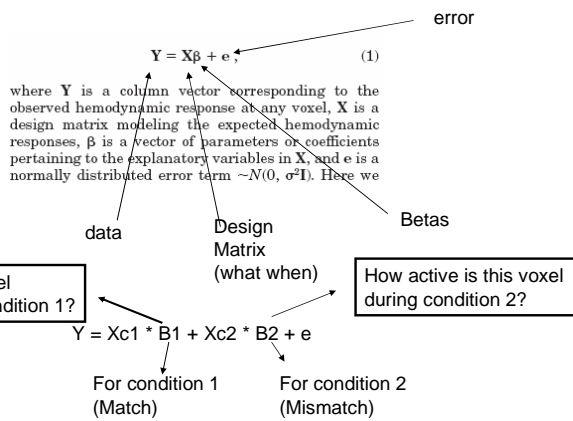 error
Y = Xβ + e , (1)
where Y is a column vector corresponding to the
observed hemodynamic response at any voxel, X is a
design matrix modeling the expected hemodynamic
responses, β is a vector of parameters or coefficients
pertaining to the explanatory variables in X, and e is a
normally distributed error term ~N(0, σ²I). Here we
data
Design
Matrix
(what when)
Betas
el
ndition 1?
How active is this voxel
during condition 2?
Y = Xc1 * B1 + Xc2 * B2 + e
For condition 1
(Match)
For condition 2
(Mismatch)